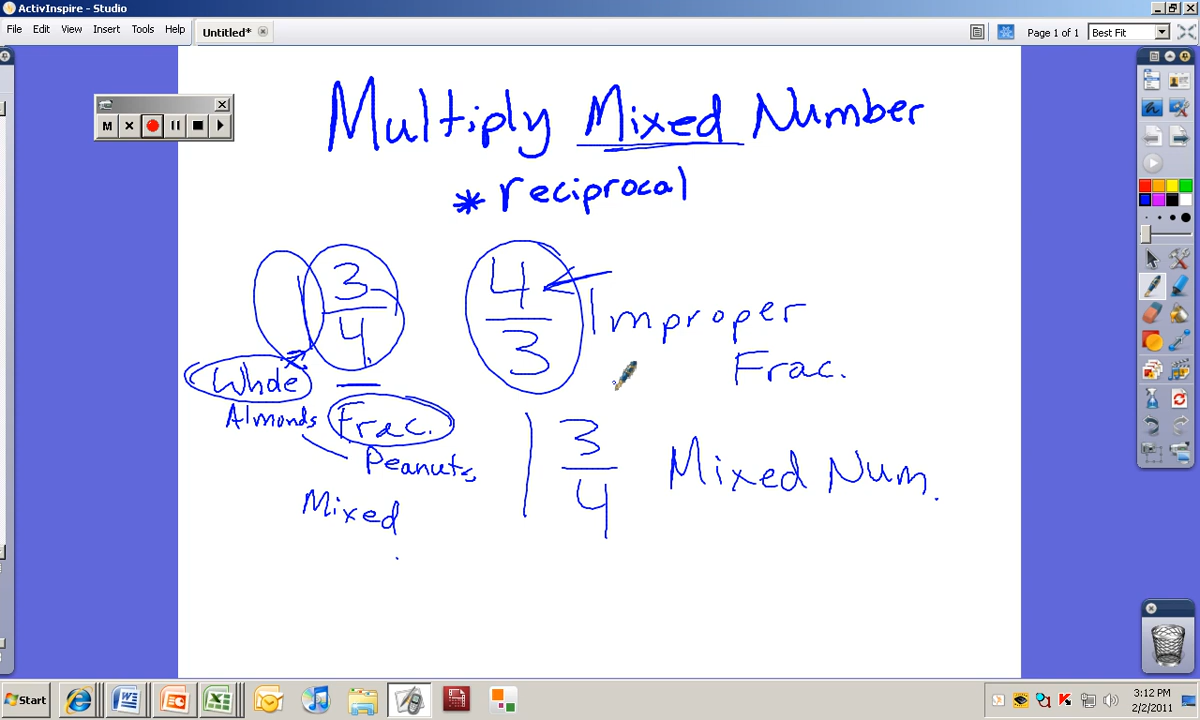 ActivInspire - Studio
File Edit View Insert Tools Help Untitled* Page 1 of 1 Best Fit
M
Multiply Mixed Number
* reciprocal
1 3/4
4/3
Improper
Frac.
Whole
Almonds
Frac.
Peanuts,
Mixed
1 3/4 Mixed Num.
Start
3:12 PM
2/2/2011